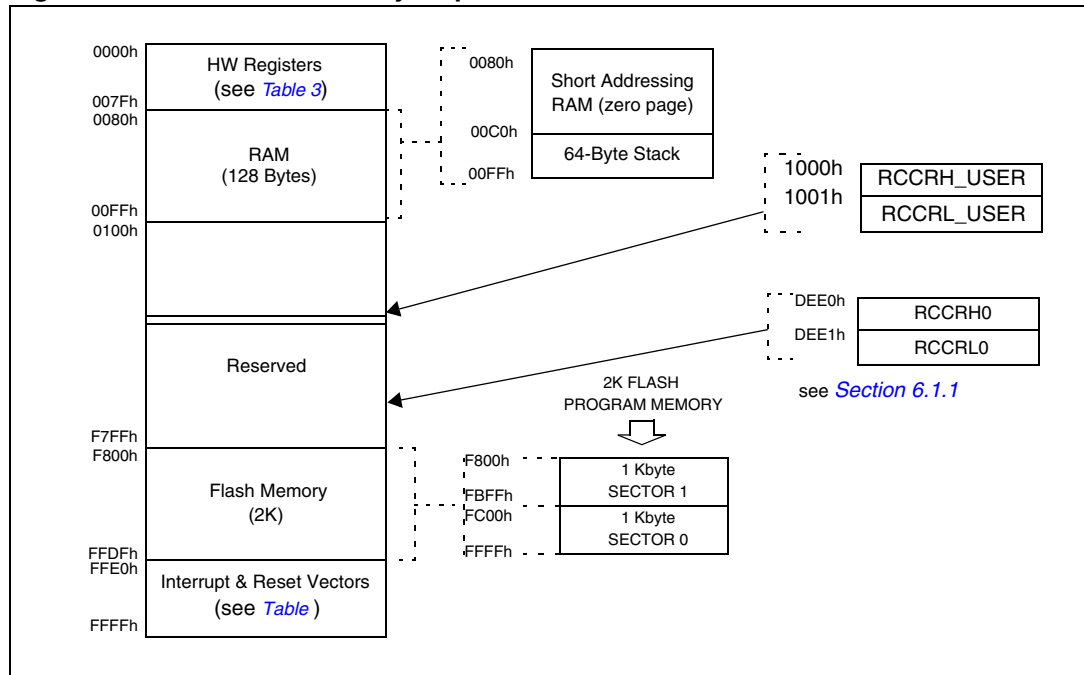 0000h
HW Registers
(see Table 3)
007Fh
0080h
RAM
(128 Bytes)
00FFh
0100h
Reserved
F7FFh
F800h
Flash Memory
(2K)
FFDFh
FFE0h
Interrupt & Reset Vectors
(see Table )
FFFFh
0080h
Short Addressing
RAM (zero page)
00C0h
64-Byte Stack
00FFh
1000h
RCCRH_USER
1001h
RCCRL_USER
DEE0h
RCCRH0
DEE1h
RCCRL0
see Section 6.1.1
2K FLASH
PROGRAM MEMORY
F800h
1 Kbyte
SECTOR 1
FBFFh
FC00h
1 Kbyte
SECTOR 0
FFFFh